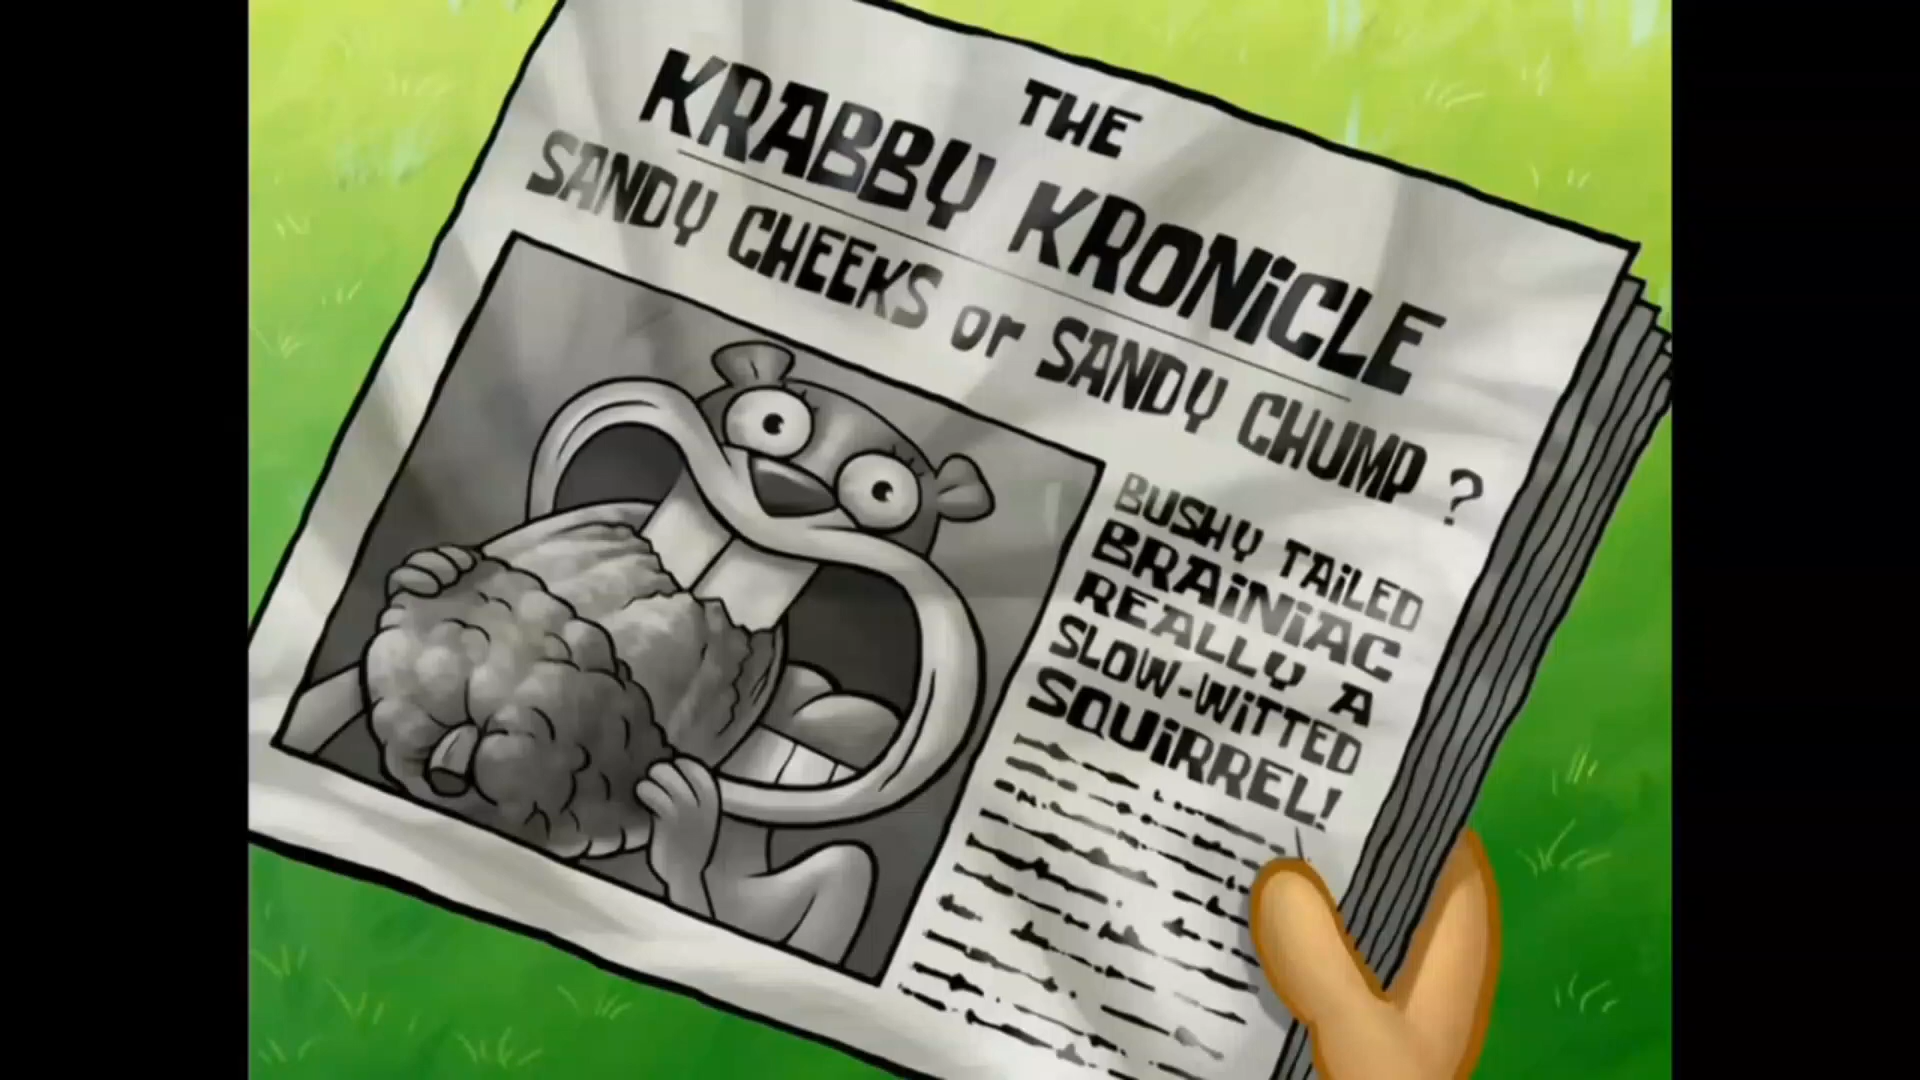 THE
KRABBY KRONiCLE
SANDY CHEEKS or SANDY CHUMP ?
BUSHY TAiLED
BRAiNiAC
REALLY A
SLOW-WiTTED
SQUiRREL!